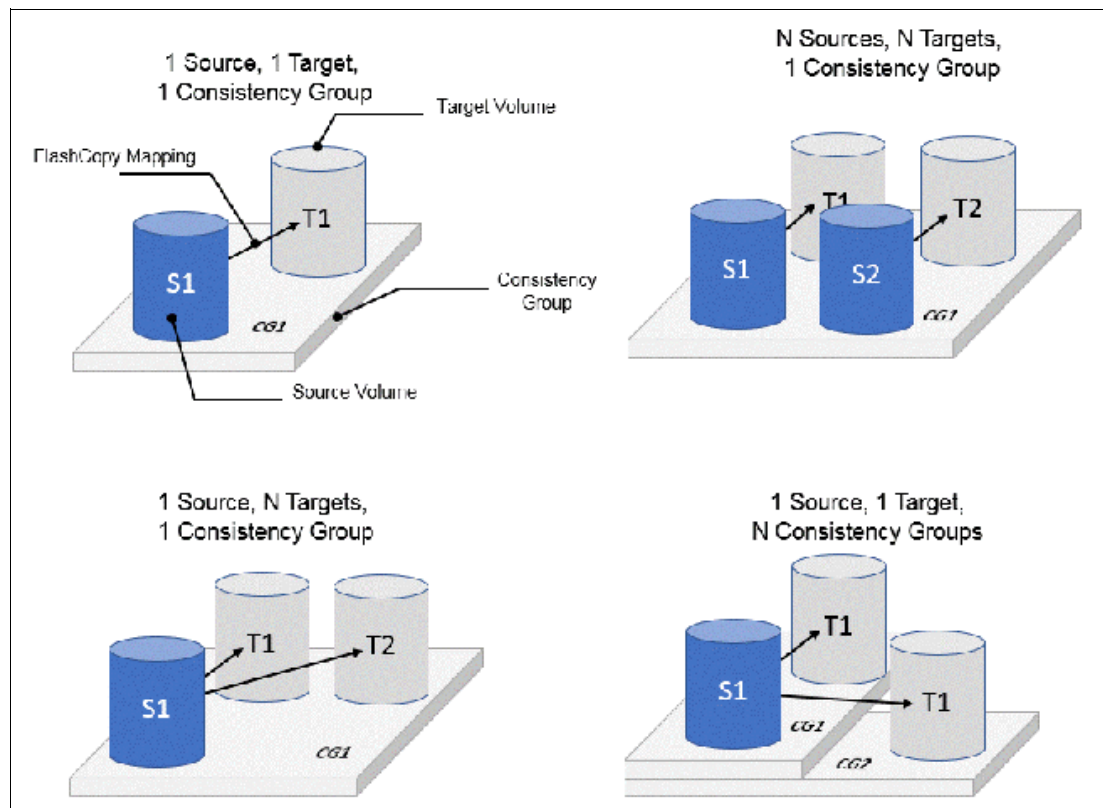 1 Source, 1 Target,
1 Consistency Group
Target Volume
FlashCopy Mapping
T1
S1
CG1
Consistency
Group
Source Volume
N Sources, N Targets,
1 Consistency Group
T1
T2
S1
S2
CG1
1 Source, N Targets,
1 Consistency Group
T1
T2
S1
CG1
1 Source, 1 Target,
N Consistency Groups
T1
S1
T1
CG1
CG2